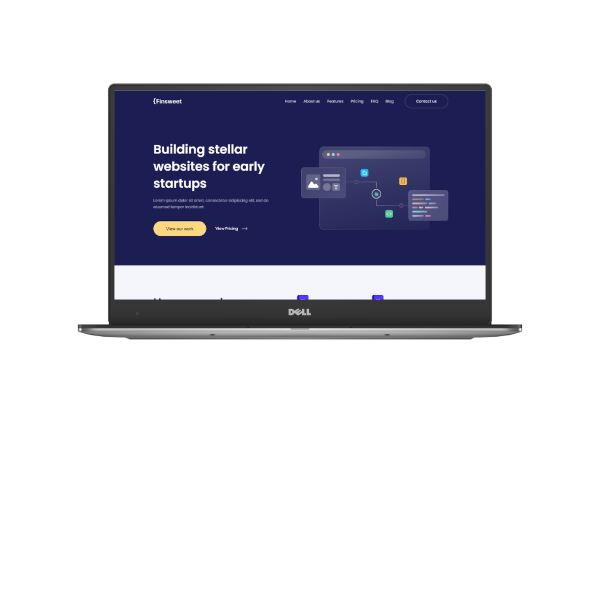 {Finsweet
Home About us Features Pricing FAQ Blog Contact us
Building stellar
websites for early
startups
Lorem ipsum dolor sit amet, consectetur adipiscing elit, sed do
eiusmod tempor incididunt.
View our work View Pricing
DELL